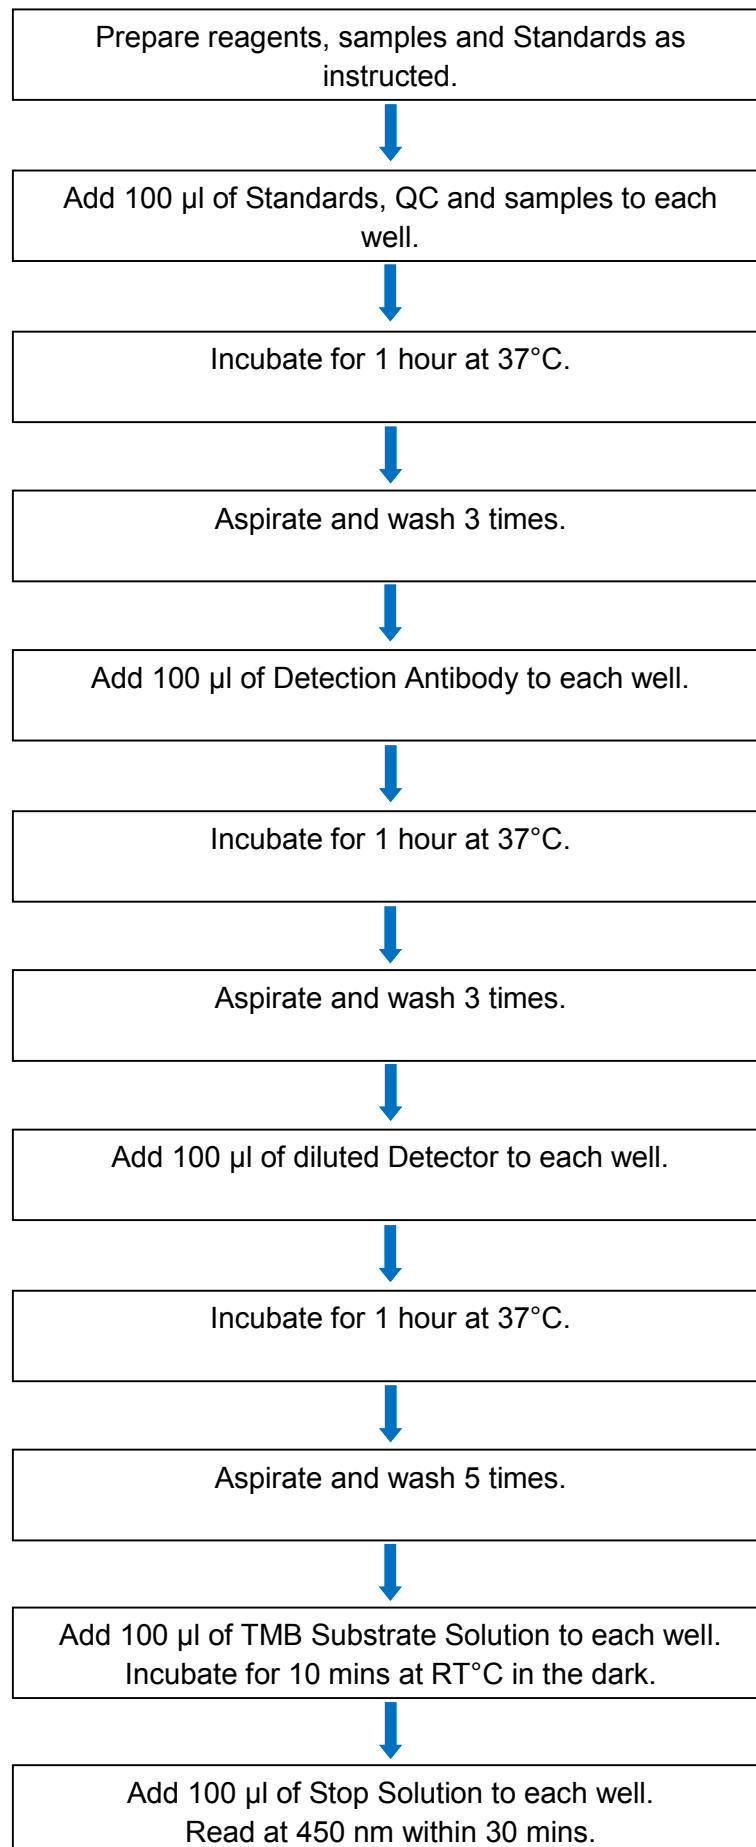 Prepare reagents, samples and Standards as
instructed.
Add 100 µl of Standards, QC and samples to each
well.
Incubate for 1 hour at 37°C.
Aspirate and wash 3 times.
Add 100 µl of Detection Antibody to each well.
Incubate for 1 hour at 37°C.
Aspirate and wash 3 times.
Add 100 µl of diluted Detector to each well.
Incubate for 1 hour at 37°C.
Aspirate and wash 5 times.
Add 100 µl of TMB Substrate Solution to each well.
Incubate for 10 mins at RT°C in the dark.
Add 100 µl of Stop Solution to each well.
Read at 450 nm within 30 mins.